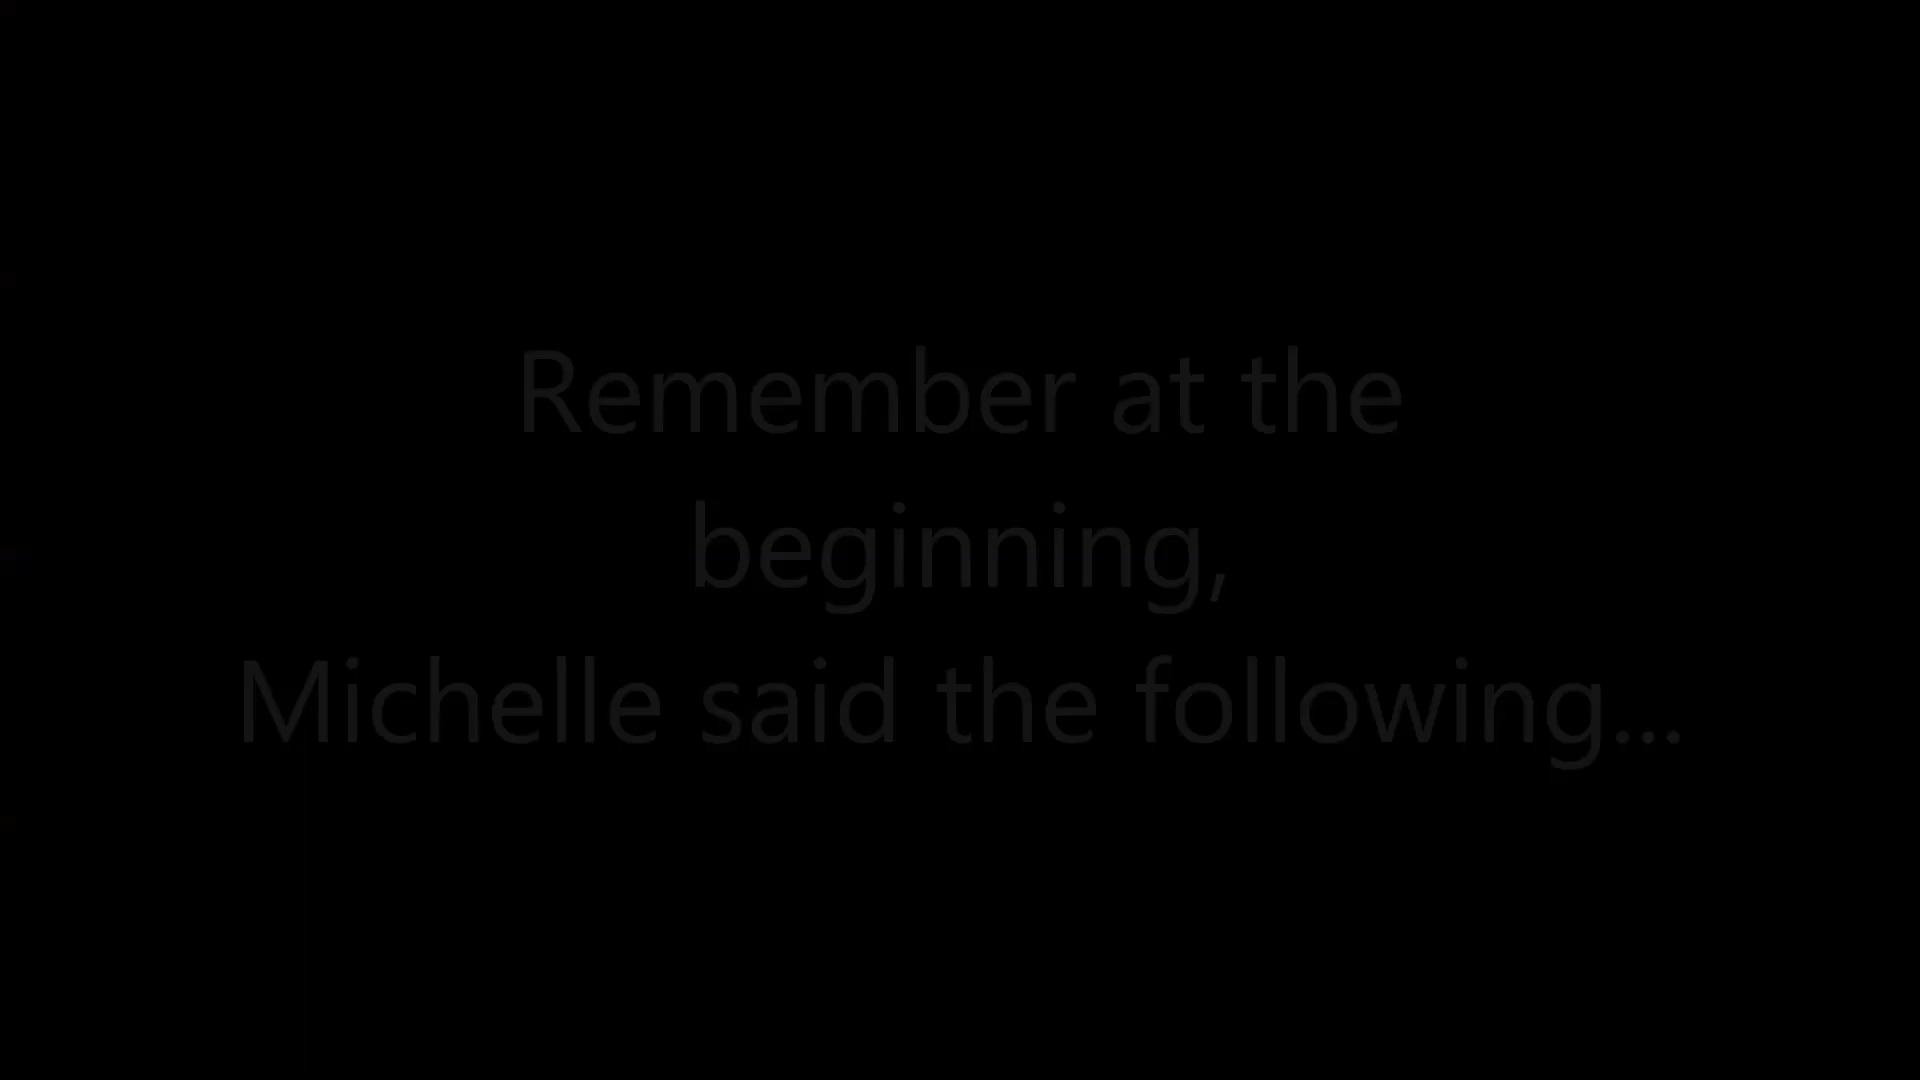 Remember at the
beginning,
Michelle said the following...